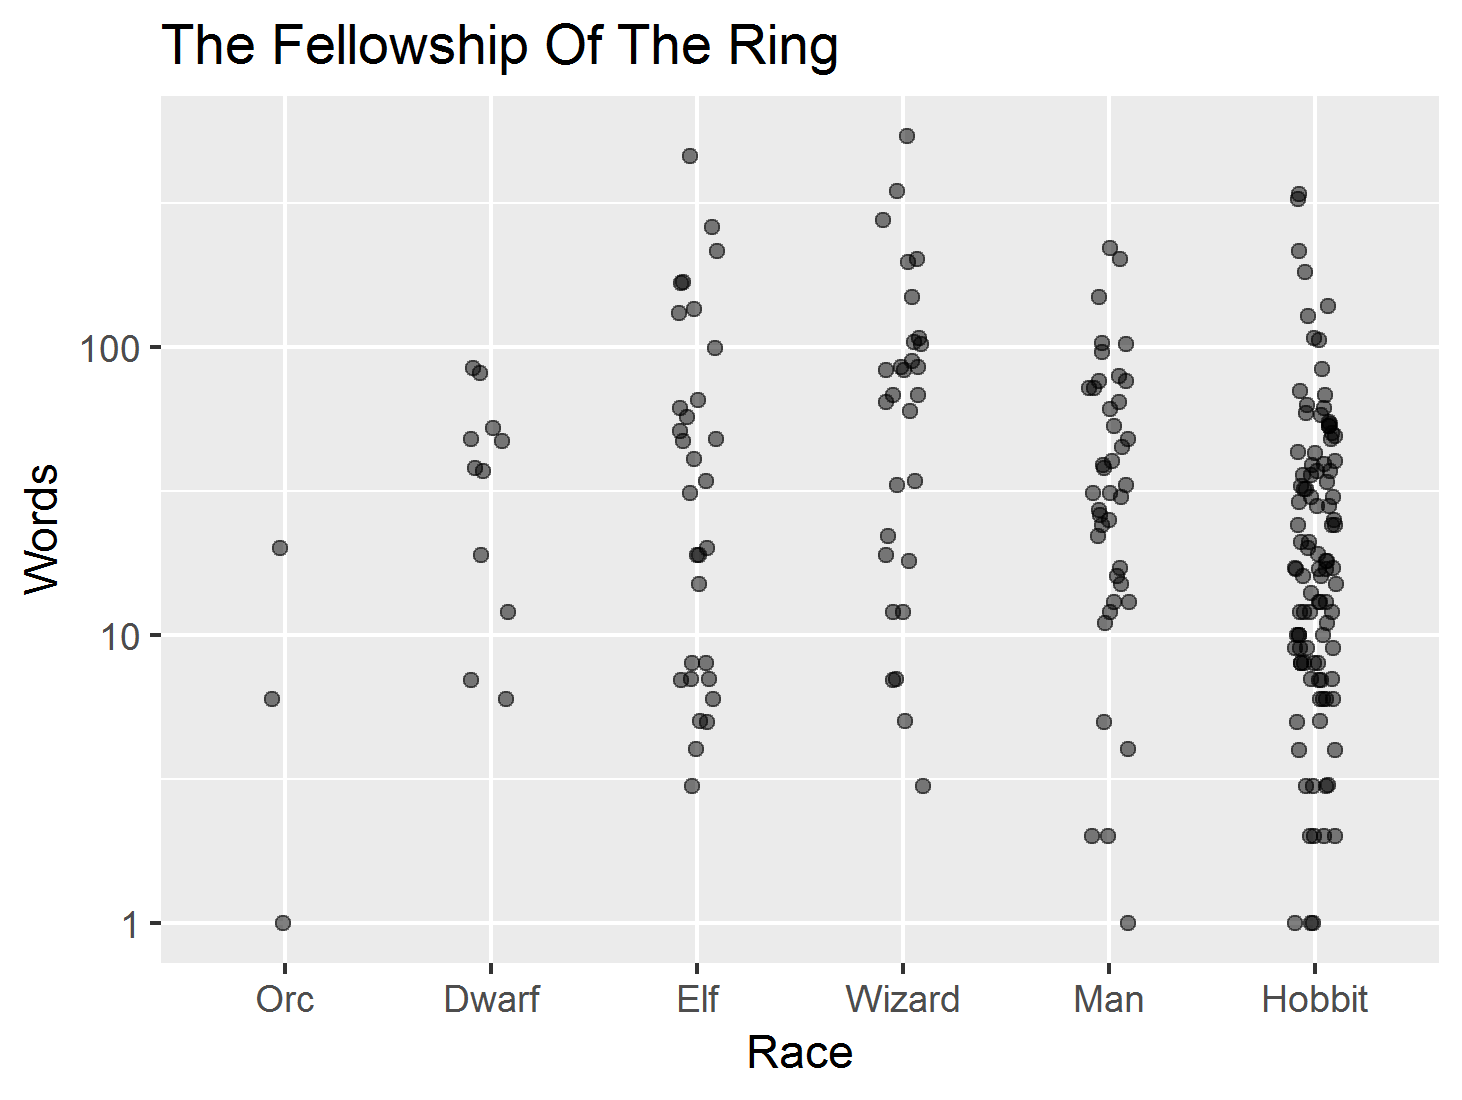 The Fellowship Of The Ring
Words
100
10
1
Orc Dwarf Elf Wizard Man Hobbit
Race